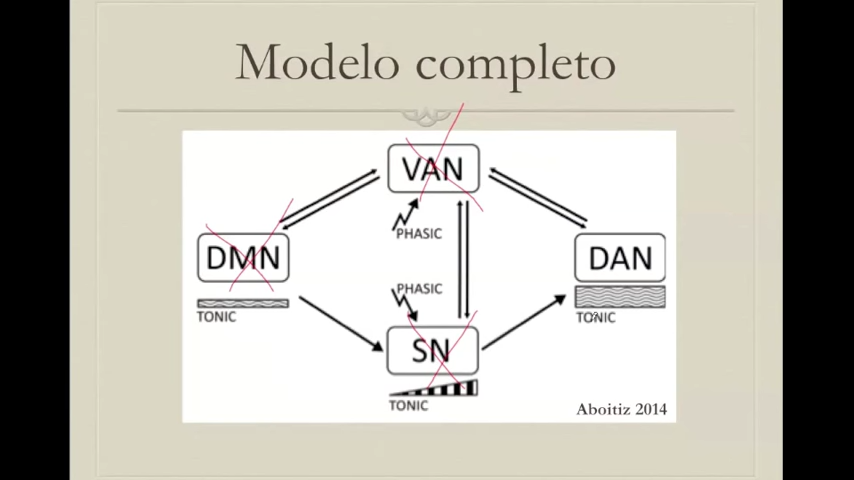 Modelo completo
VAN
PHASIC
DMN
DAN
TONIC
PHASIC
TONIC
SN
TONIC
Aboitiz 2014